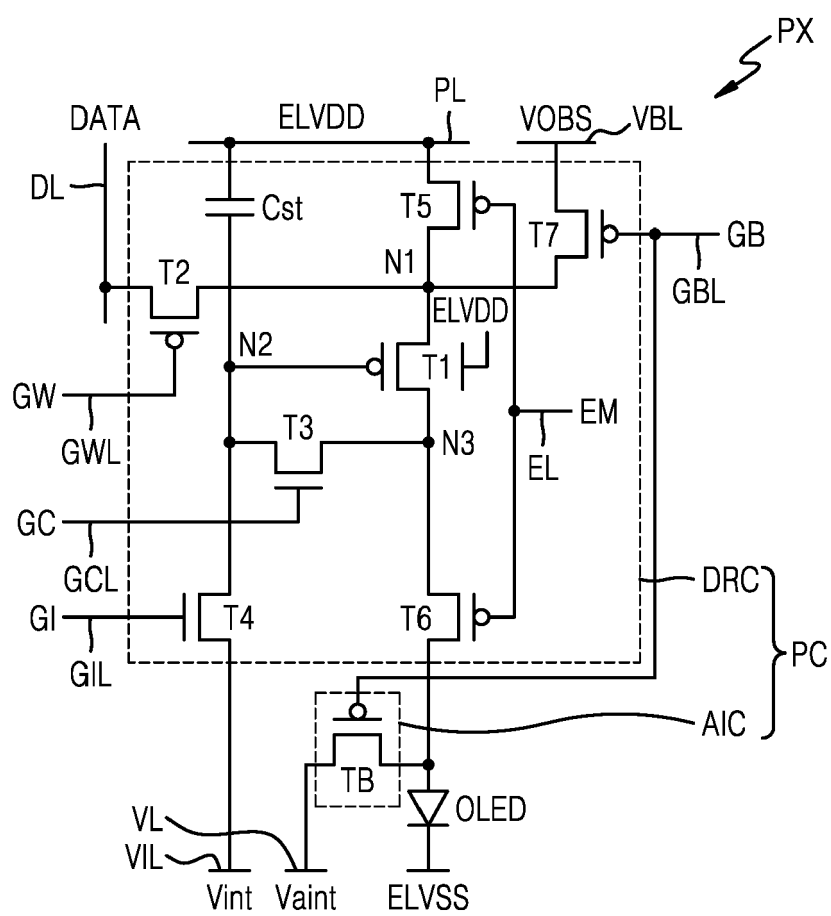 PX
DATA
ELVDD
PL
VOBS
VBL
DL
Cst
T5
T7
GB
GBL
T2
N1
ELVDD
N2
T1
GW
GWL
T3
N3
EM
EL
GC
GCL
GI
GIL
T4
T6
DRC
PC
AIC
TB
OLED
VL
VIL
Vint
Vaint
ELVSS